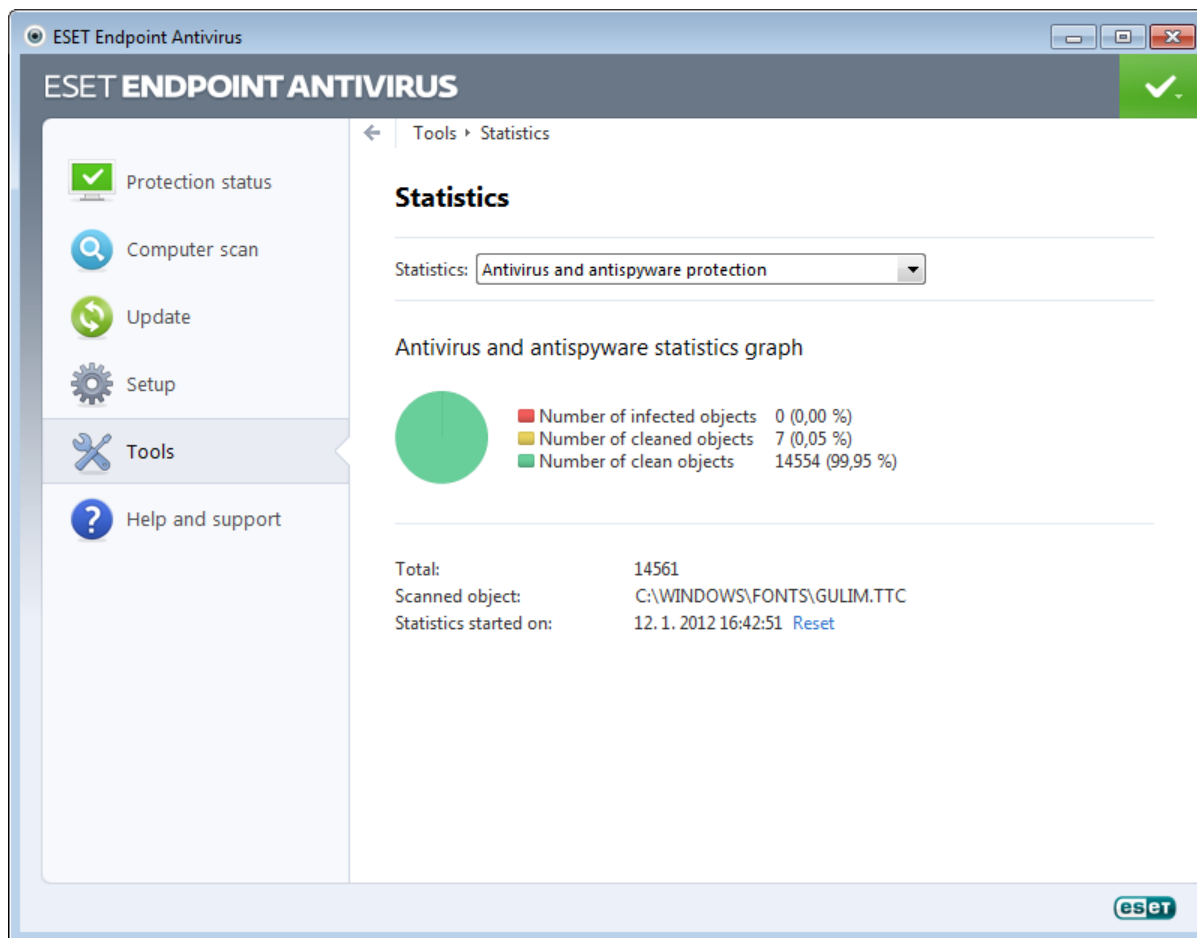 ESET Endpoint Antivirus
ESET ENDPOINT ANTIVIRUS
Tools ‣ Statistics
Protection status
Computer scan
Update
Setup
Tools
Help and support
Statistics
Statistics: Antivirus and antispyware protection
Antivirus and antispyware statistics graph
Number of infected objects 0 (0,00 %)
Number of cleaned objects 7 (0,05 %)
Number of clean objects 14554 (99,95 %)
Total: 14561
Scanned object: C:\WINDOWS\FONTS\GULIM.TTC
Statistics started on: 12. 1. 2012 16:42:51 Reset
eseT